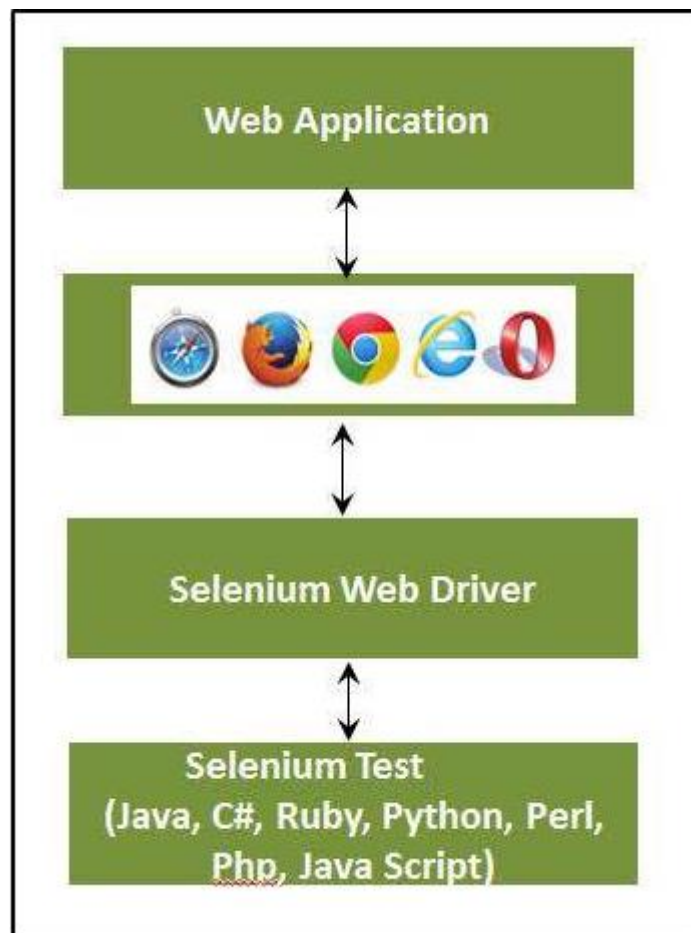 Web Application
Selenium Web Driver
Selenium Test
(Java, C#, Ruby, Python, Perl,
Php, Java Script)